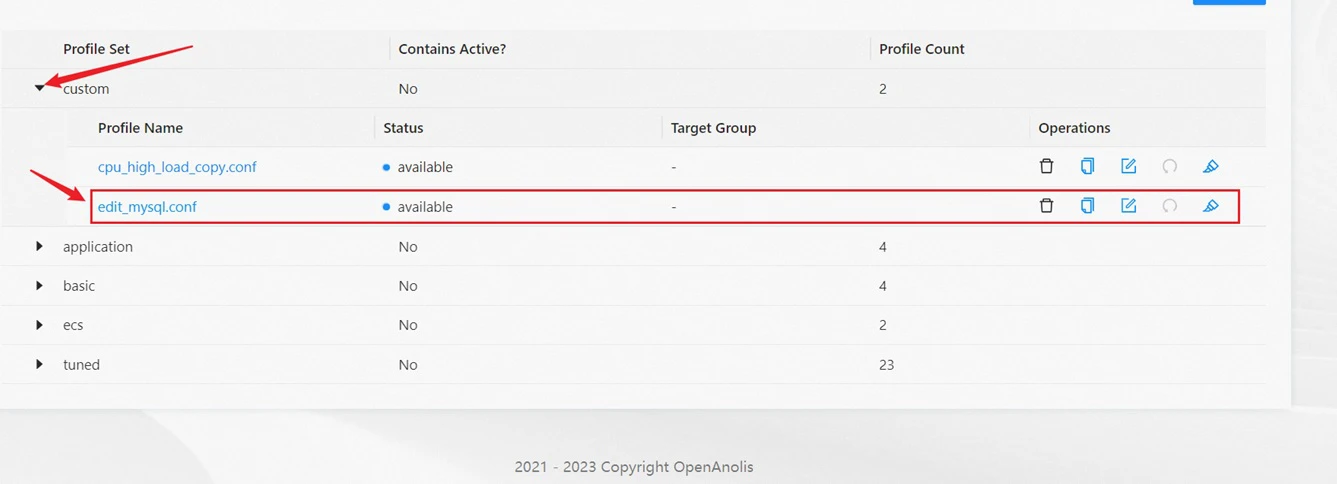 Profile Set Contains Active? Profile Count
custom No 2
Profile Name Status Target Group Operations
cpu_high_load_copy.conf available -
edit_mysql.conf available -
application No 4
basic No 4
ecs No 2
tuned No 23
2021 - 2023 Copyright OpenAnolis